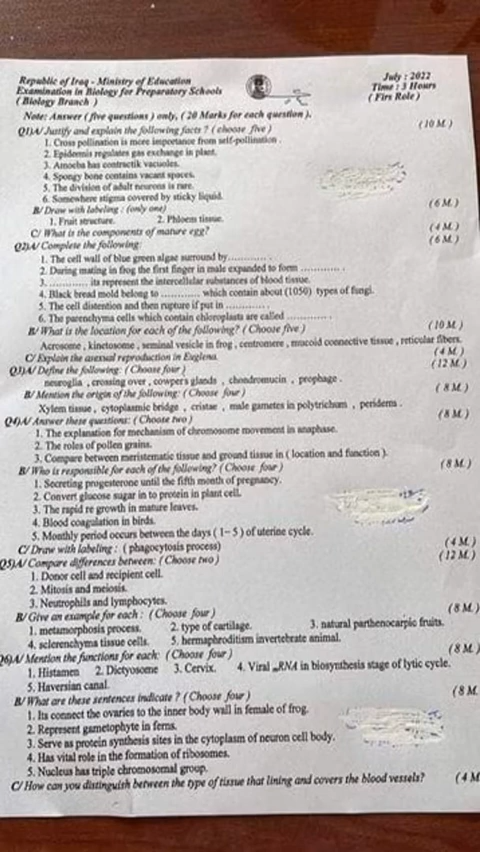 Republic of Iraq - Ministry of Education
Examination in Biology for Preparatory Schools
( Biology Branch )
July : 2022
Time : 3 Hours
( Firs Role )
Note: Answer ( five questions ) only, ( 20 Marks for each question ).
Q1)A/ Justify and explain the following facts ? ( choose five ) (10 M.)
1. Cross pollination is more importance from self-pollination .
2. Epidermis regulates gas exchange in plant.
3. Amoeba has contractik vacuoles.
4. Spongy bone contains vacant spaces.
5. The division of adult neurons is rare.
6. Somewhere stigma covered by sticky liquid.
B/ Draw with labeling : (only one) (6 M.)
1. Fruit structure. 2. Phloem tissue.
C/ What is the components of mature egg? (4 M.)
Q2)A/ Complete the following: (6 M.)
1. The cell wall of blue green algae surround by............. .
2. During mating in frog the first finger in male expanded to form ............ .
3. ............ its represent the intercellular substances of blood tissue.
4. Black bread mold belong to ............ which contain about (1050) types of fungi.
5. The cell distention and then rupture if put in ............ .
6. The parenchyma cells which contain chloroplasts are called ............ .
B/ What is the location for each of the following? ( Choose five ) (10 M.)
Acrosome , kinetosome , seminal vesicle in frog , centromere , mucoid connective tissue , reticular fibers.
C/ Explain the asexual reproduction in Euglena. (4 M.)
Q3)A/ Define the following: ( Choose four ) (12 M.)
neuroglia , crossing over , cowpers glands , chondromucin , prophage .
B/ Mention the origin of the following: ( Choose four ) ( 8 M.)
Xylem tissue , cytoplasmic bridge , cristae , male gametes in polytrichum , periderm .
Q4)A/ Answer these questions: ( Choose two ) (8 M.)
1. The explanation for mechanism of chromosome movement in anaphase.
2. The roles of pollen grains.
3. Compare between meristematic tissue and ground tissue in ( location and function ).
B/ Who is responsible for each of the following? ( Choose four ) (8 M.)
1. Secreting progesterone until the fifth month of pregnancy.
2. Convert glucose sugar in to protein in plant cell.
3. The rapid re growth in mature leaves.
4. Blood coagulation in birds.
5. Monthly period occurs between the days ( 1- 5 ) of uterine cycle.
C/ Draw with labeling : ( phagocytosis process) (4 M.)
Q5)A/ Compare differences between: ( Choose two ) (12 M.)
1. Donor cell and recipient cell.
2. Mitosis and meiosis.
3. Neutrophils and lymphocytes.
B/ Give an example for each : ( Choose four ) (8 M.)
1. metamorphosis process. 2. type of cartilage. 3. natural parthenocarpic fruits.
4. sclerenchyma tissue cells. 5. hermaphroditism invertebrate animal.
Q6)A/ Mention the functions for each: ( Choose four ) (8 M.)
1. Histamen 2. Dictyosome 3. Cervix. 4. Viral mRNA in biosynthesis stage of lytic cycle.
5. Haversian canal.
B/ What are these sentences indicate ? ( Choose four ) (8 M.
1. Its connect the ovaries to the inner body wall in female of frog.
2. Represent gametophyte in ferns.
3. Serve as protein synthesis sites in the cytoplasm of neuron cell body.
4. Has vital role in the formation of ribosomes.
5. Nucleus has triple chromosomal group.
C/ How can you distinguish between the type of tissue that lining and covers the blood vessels? ( 4 M